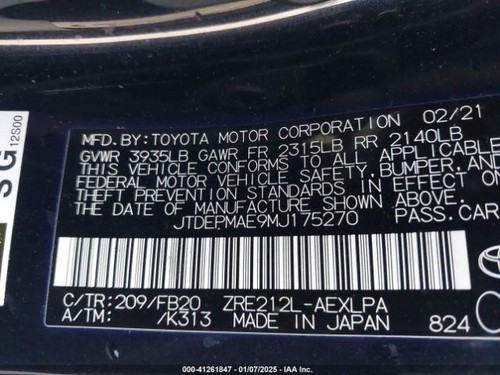 MFD. BY: TOYOTA MOTOR CORPORATION 02/21
GVWR 3935LB GAWR FR 2315LB RR 2140LB
THIS VEHICLE CONFORMS TO ALL APPLICABLE
FEDERAL MOTOR VEHICLE SAFETY, BUMPER, AND
THEFT PREVENTION STANDARDS IN EFFECT ON
THE DATE OF MANUFACTURE SHOWN ABOVE.
JTDEPMAE9MJ175270 PASS. CAR
C/TR: 209/FB20 ZRE212L-AEXLPA
A/TM: /K313 MADE IN JAPAN 824
SG
12S00
000-41261847 01/07/2025 - IAA Inc.